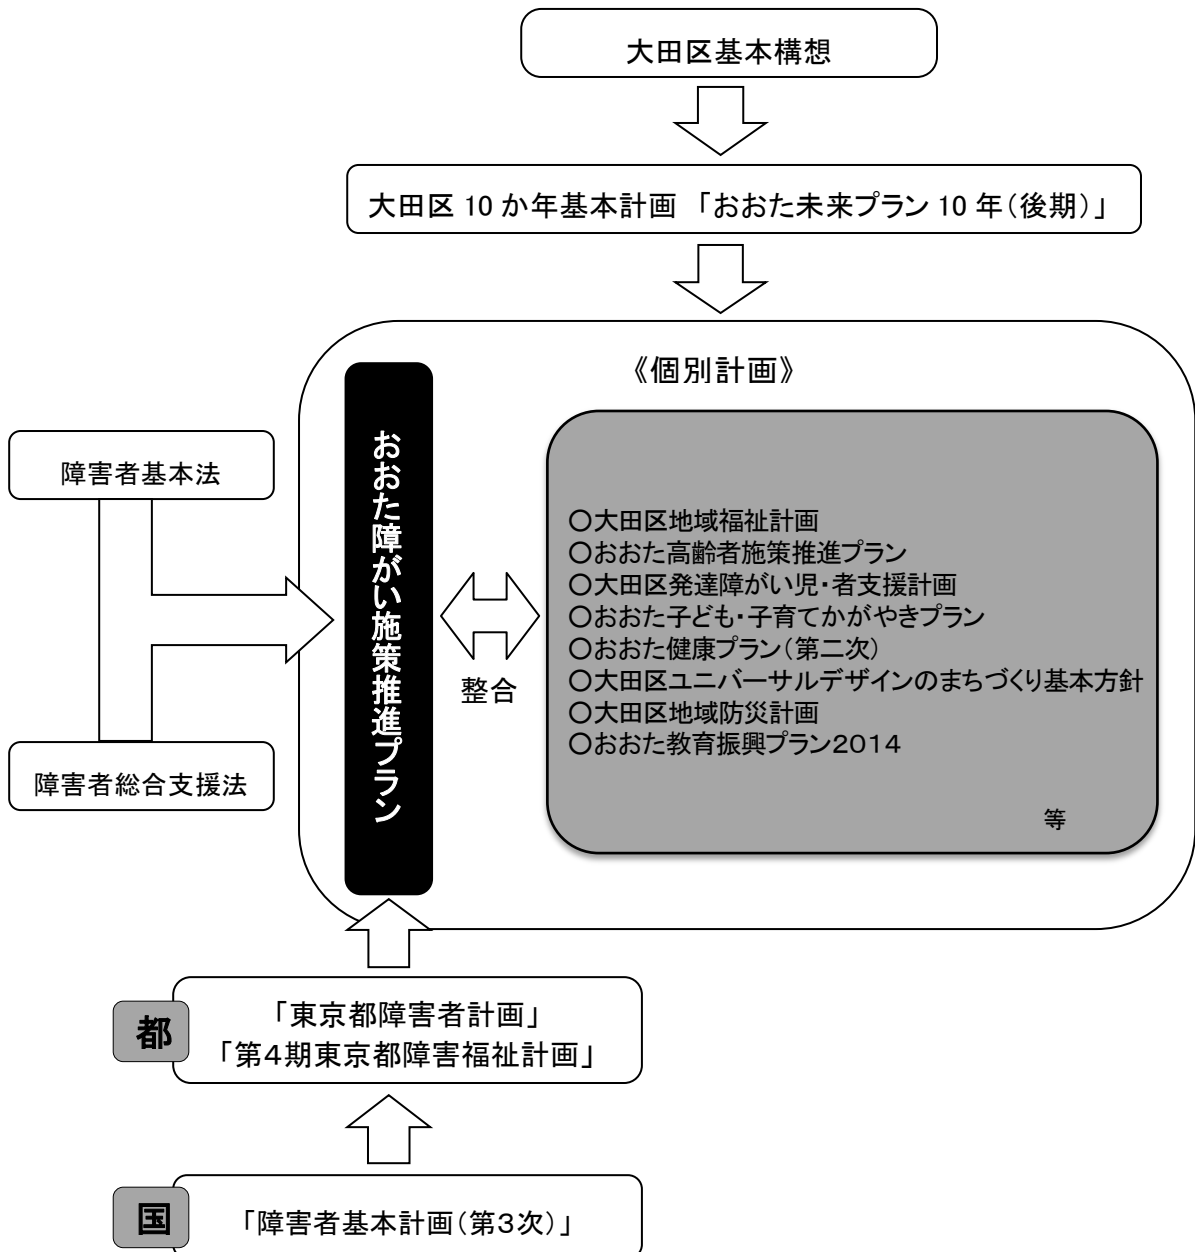 大田区基本構想
大田区 10 か年基本計画 「おおた未来プラン 10 年(後期)」
《個別計画》
障害者基本法
障害者総合支援法
おおた障がい施策推進プラン
整合
○大田区地域福祉計画
○おおた高齢者施策推進プラン
○大田区発達障がい児・者支援計画
○おおた子ども・子育てかがやきプラン
○おおた健康プラン(第二次)
○大田区ユニバーサルデザインのまちづくり基本方針
○大田区地域防災計画
○おおた教育振興プラン2014
等
都
「東京都障害者計画」
「第4期東京都障害福祉計画」
国
「障害者基本計画(第3次)」